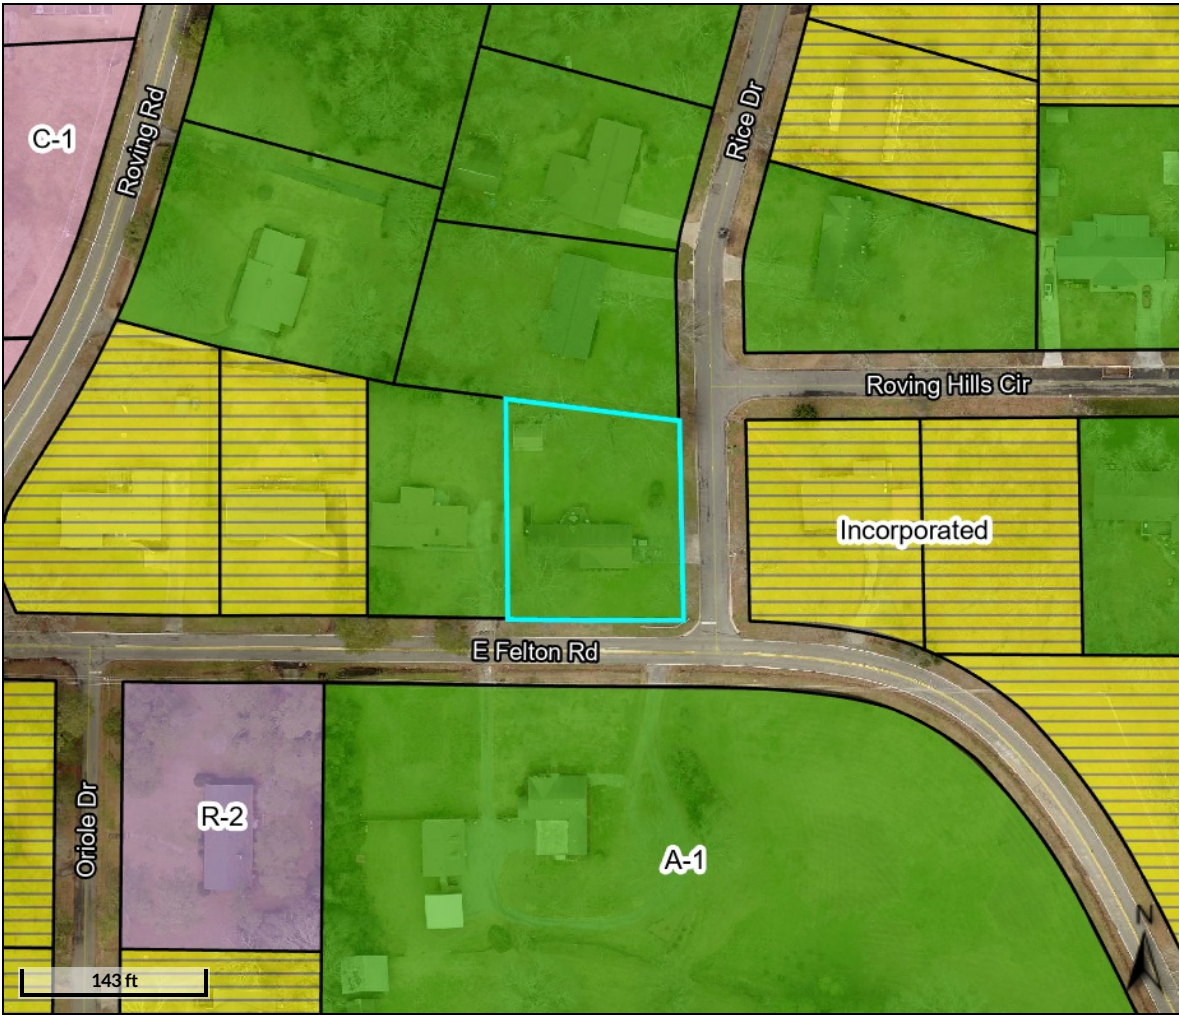 C-1
Roving Rd
Rice Dr
Roving Hills Cir
Incorporated
E Felton Rd
R-2
Oriole Dr
A-1
N
143 ft